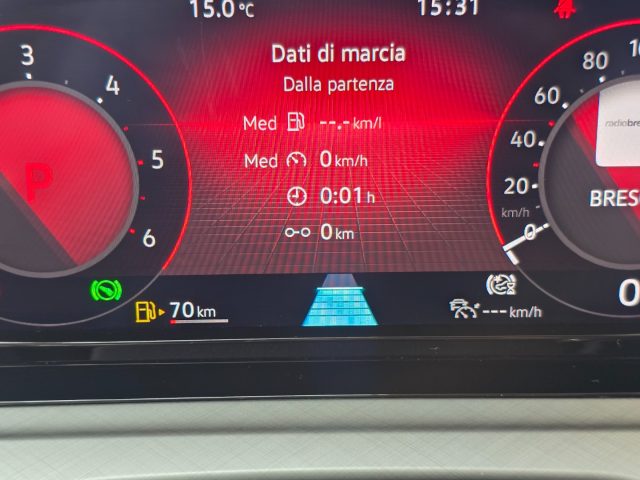 15.0 °C
15:31
Dati di marcia
Dalla partenza
Med --.- km/l
Med 0 km/h
0:01 h
0 km
3
4
5
6
P
80
60
40
20
0
km/h
BRES
70 km
--- km/h
0